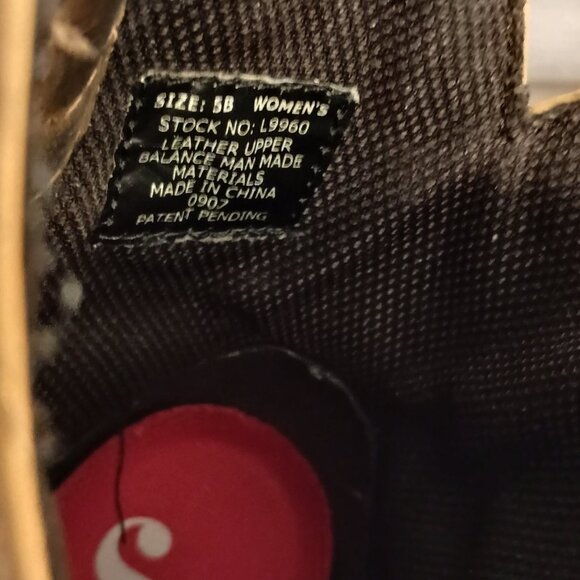 SIZE: 5B WOMEN'S
STOCK NO: L9960
LEATHER UPPER
BALANCE MAN MADE
MATERIALS
MADE IN CHINA
0907
PATENT PENDING
S